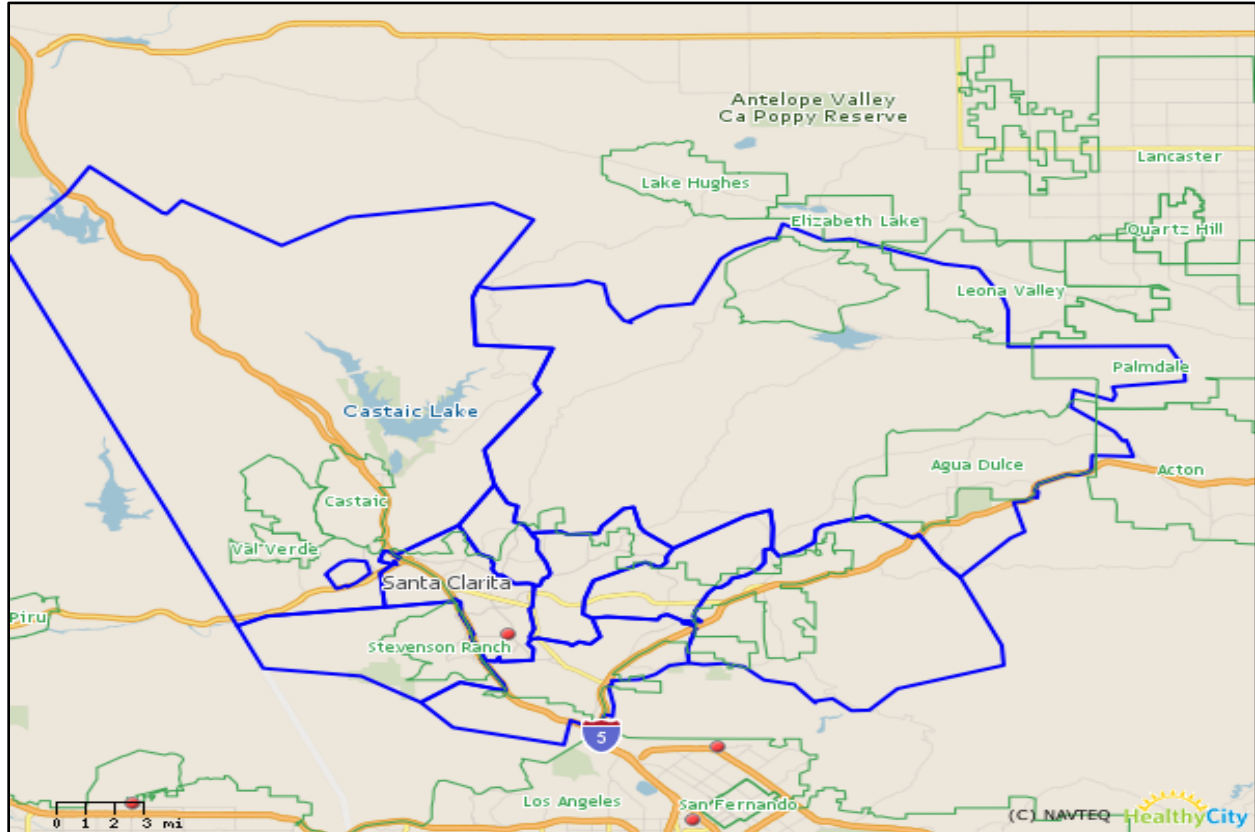 Antelope Valley
Ca Poppy Reserve
Lancaster
Lake Hughes
Elizabeth Lake
Quartz Hill
Leona Valley
Palmdale
Castaic Lake
Agua Dulce
Acton
Castaic
Val Verde
Santa Clarita
Piru
Stevenson Ranch
5
Los Angeles
San Fernando
0 1 2 3 mi
(C) NAVTEQ
HealthyCity